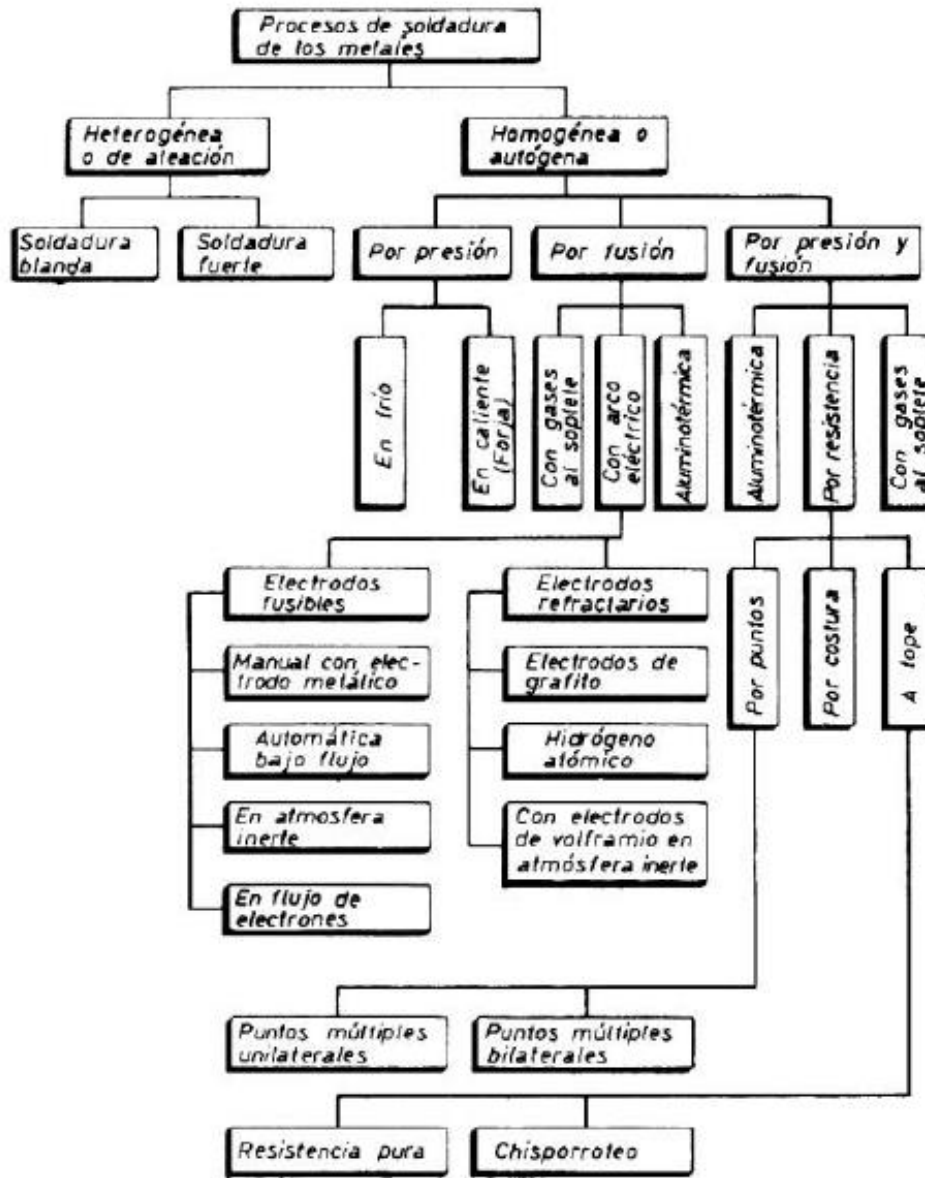 Procesos de soldadura
de los metales
Heterogénea
o de aleación
Homogénea o
autógena
Soldadura
blanda
Soldadura
fuerte
Por presión
Por fusión
Por presión y
fusión
En frío
En caliente
(Forja)
Con gases
al soplete
Con arco
eléctrico
Aluminotérmica
Aluminotérmica
Por resistencia
Con gases
al soplete
Electrodos
fusibles
Electrodos
refractarios
Por puntos
Por costura
A tope
Manual con elec-
trodo metálico
Electrodos de
grafito
Automática
bajo flujo
Hidrógeno
atómico
En atmosfera
inerte
Con electrodos
de volframio en
atmósfera inerte
En flujo de
electrones
Puntos múltiples
unilaterales
Puntos múltiples
bilaterales
Resistencia pura
Chisporroteo